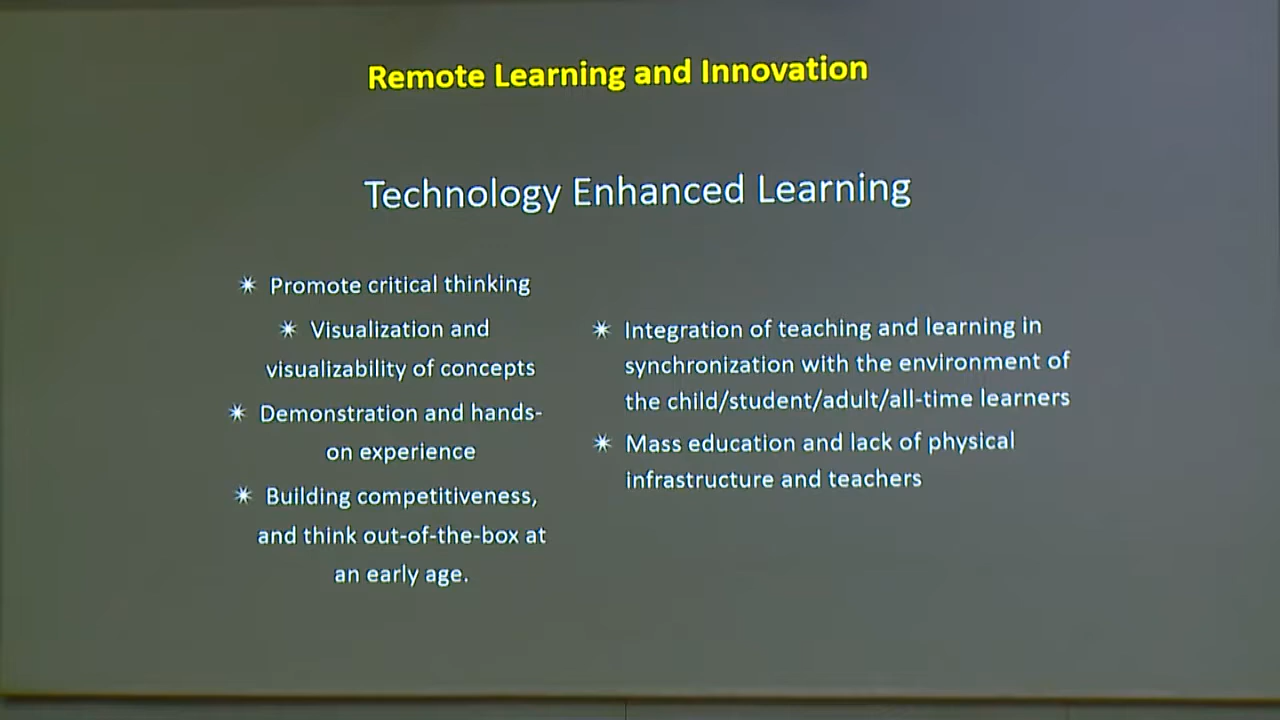 Remote Learning and Innovation
Technology Enhanced Learning
✷ Promote critical thinking
✷ Visualization and
visualizability of concepts
✷ Demonstration and hands-
on experience
✷ Building competitiveness,
and think out-of-the-box at
an early age.
✷ Integration of teaching and learning in
synchronization with the environment of
the child/student/adult/all-time learners
✷ Mass education and lack of physical
infrastructure and teachers